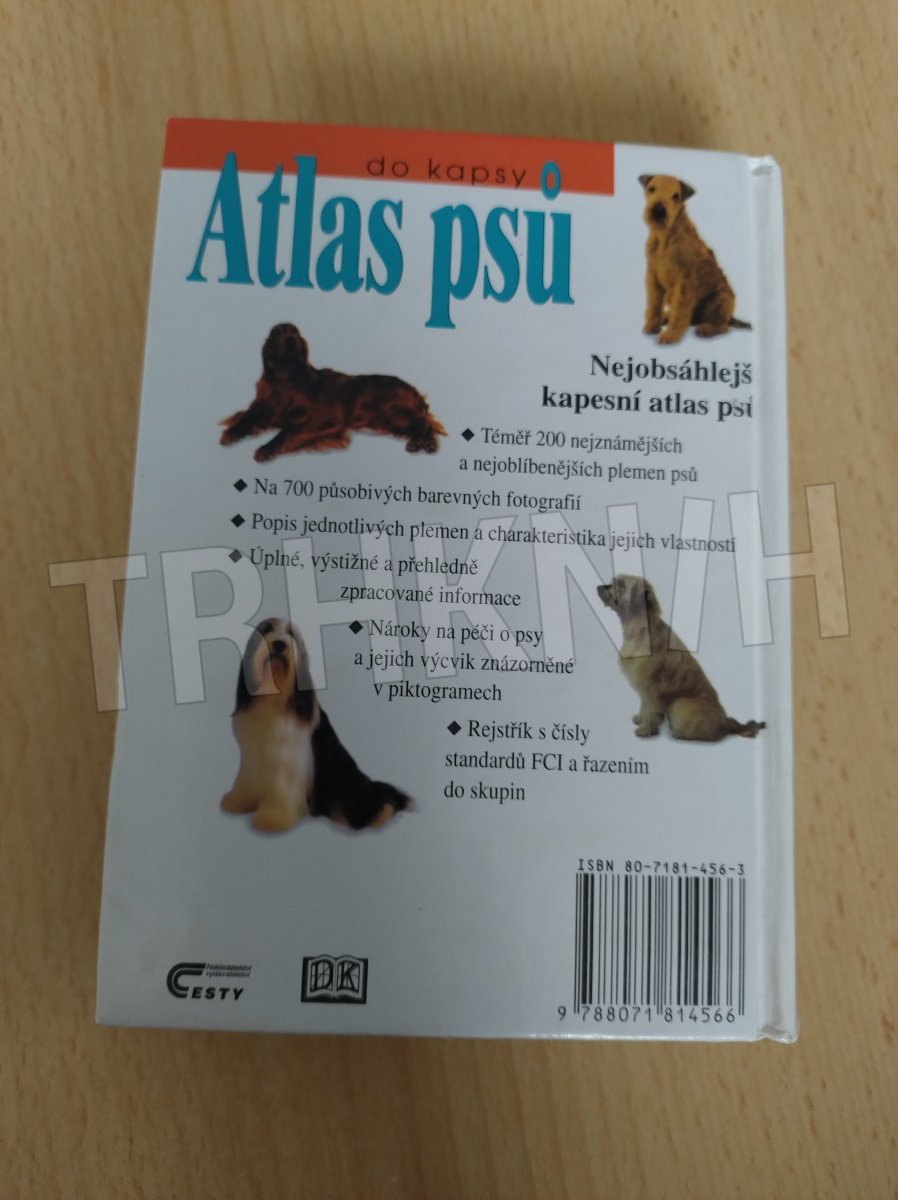 do kapsy
Atlas psů
Nejobsáhlejš
kapesní atlas psů
◆ Téměř 200 nejznámějších
a nejoblíbenějších plemen psů
◆ Na 700 působivých barevných fotografií
◆ Popis jednotlivých plemen a charakteristika jejich vlastností
◆ Úplné, výstižné a přehledně
zpracované informace
TRHKNIH
◆ Nároky na péči o psy
a jejich výcvik znázorněné
v piktogramech
◆ Rejstřík s čísly
standardů FCI a řazením
do skupin
ISBN 80-7181-456-3
Nakladatelství
vydavatelství
CESTY
DK
9 788071 814566